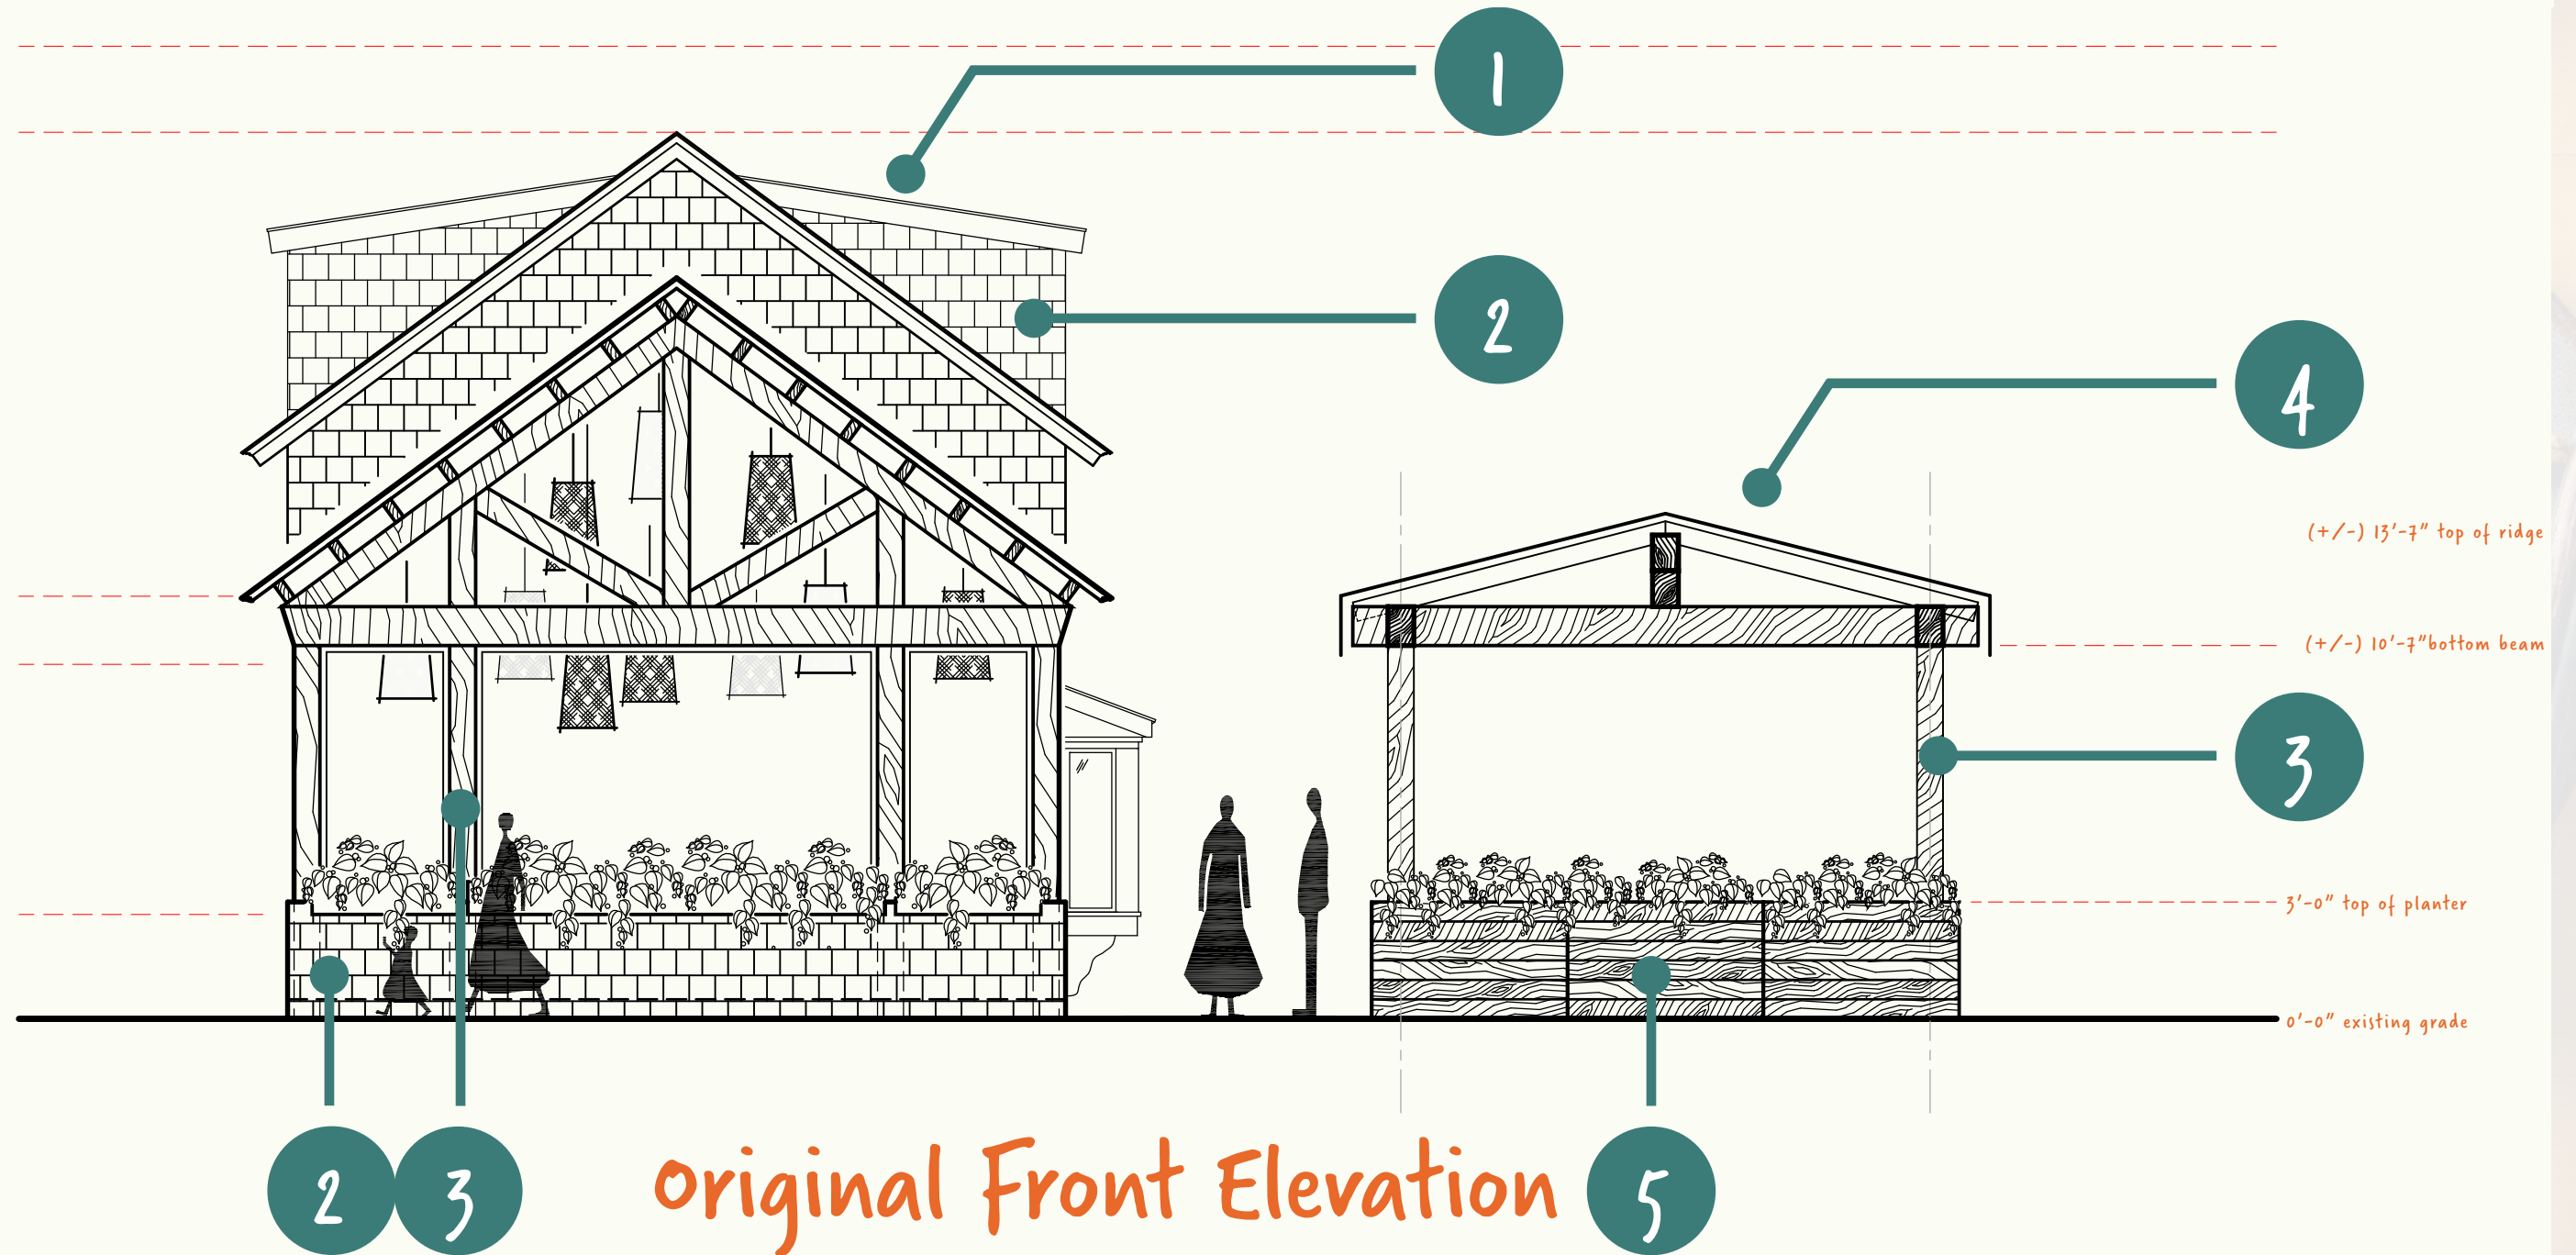 1
2
4
(+/-) 13'-7" top of ridge
(+/-) 10'-7"bottom beam
3
3'-0" top of planter
0'-0" existing grade
2
3
Original Front Elevation
5